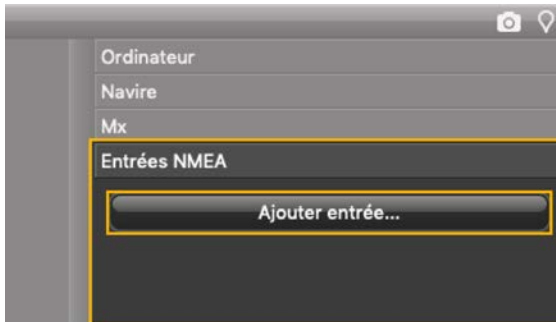 Ordinateur
Navire
Mx
Entrées NMEA
Ajouter entrée...